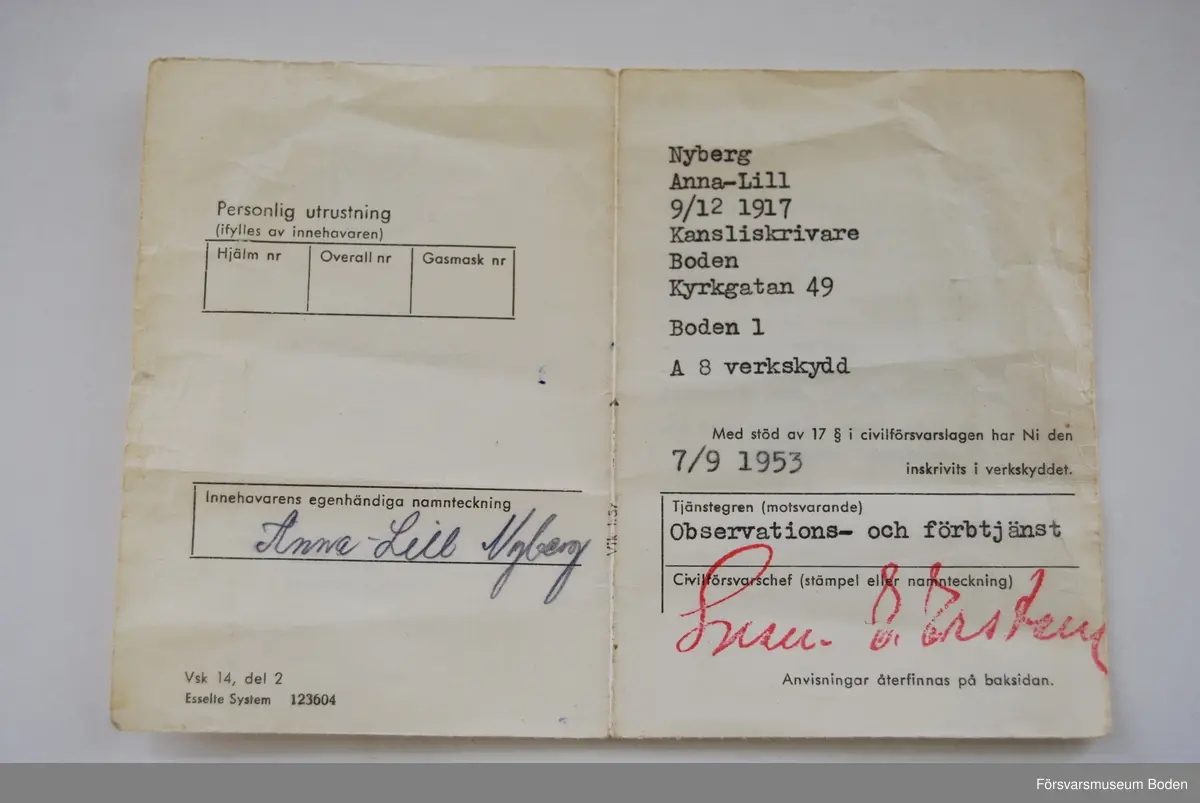 Personlig utrustning
(ifylles av innehavaren)
Hjälm nr Overall nr Gasmask nr
Innehavarens egenhändiga namnteckning
Anna-Lill Nyberg
Vsk 14, del 2
Esselte System 123604
Nyberg
Anna-Lill
9/12 1917
Kansliskrivare
Boden
Kyrkgatan 49
Boden 1
A 8 verkskydd
Med stöd av 17 § i civilförsvarslagen har Ni den
7/9 1953 inskrivits i verkskyddet.
Tjänstegren (motsvarande)
Observations- och förbtjänst
Civilförsvarschef (stämpel eller namnteckning)
Anvisningar återfinnas på baksidan.
Försvarsmuseum Boden